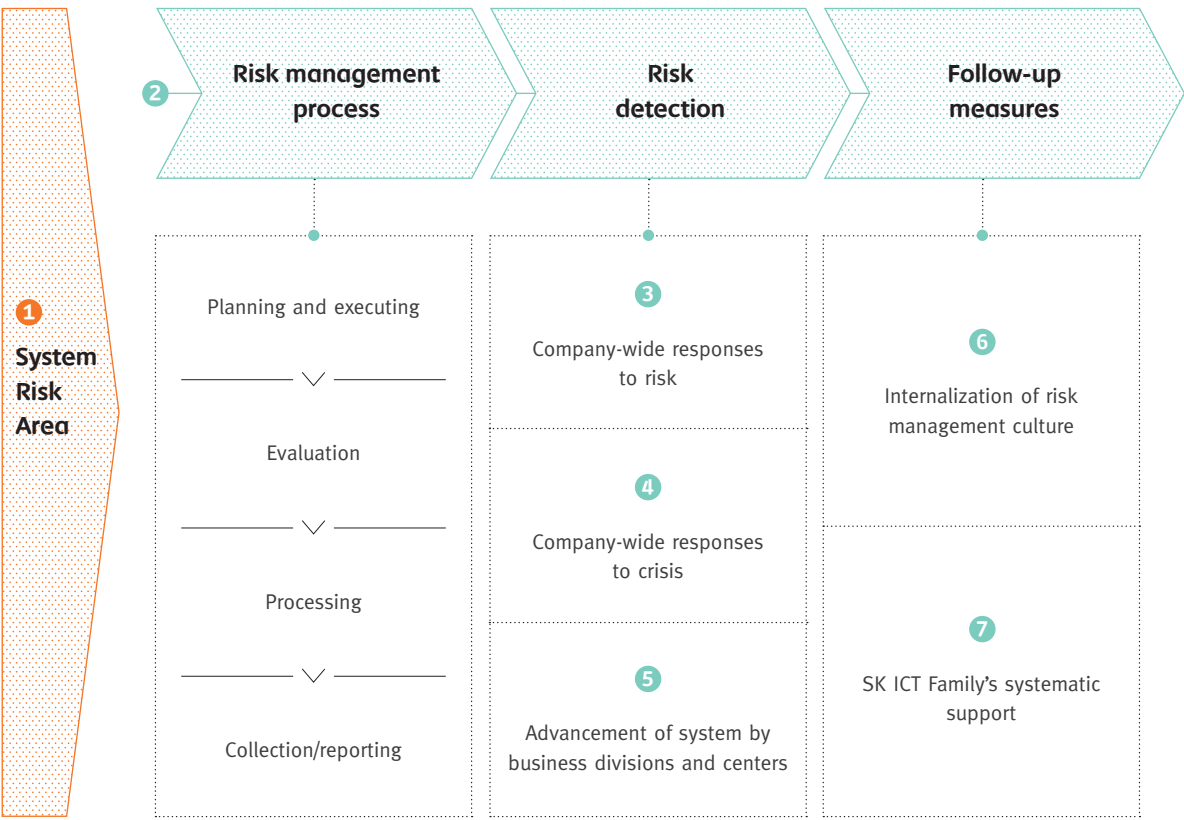 1
System
Risk
Area
2
Risk management
process
Planning and executing
Evaluation
Processing
Collection/reporting
Risk
detection
3
Company-wide responses
to risk
4
Company-wide responses
to crisis
5
Advancement of system by
business divisions and centers
Follow-up
measures
6
Internalization of risk
management culture
7
SK ICT Family’s systematic
support